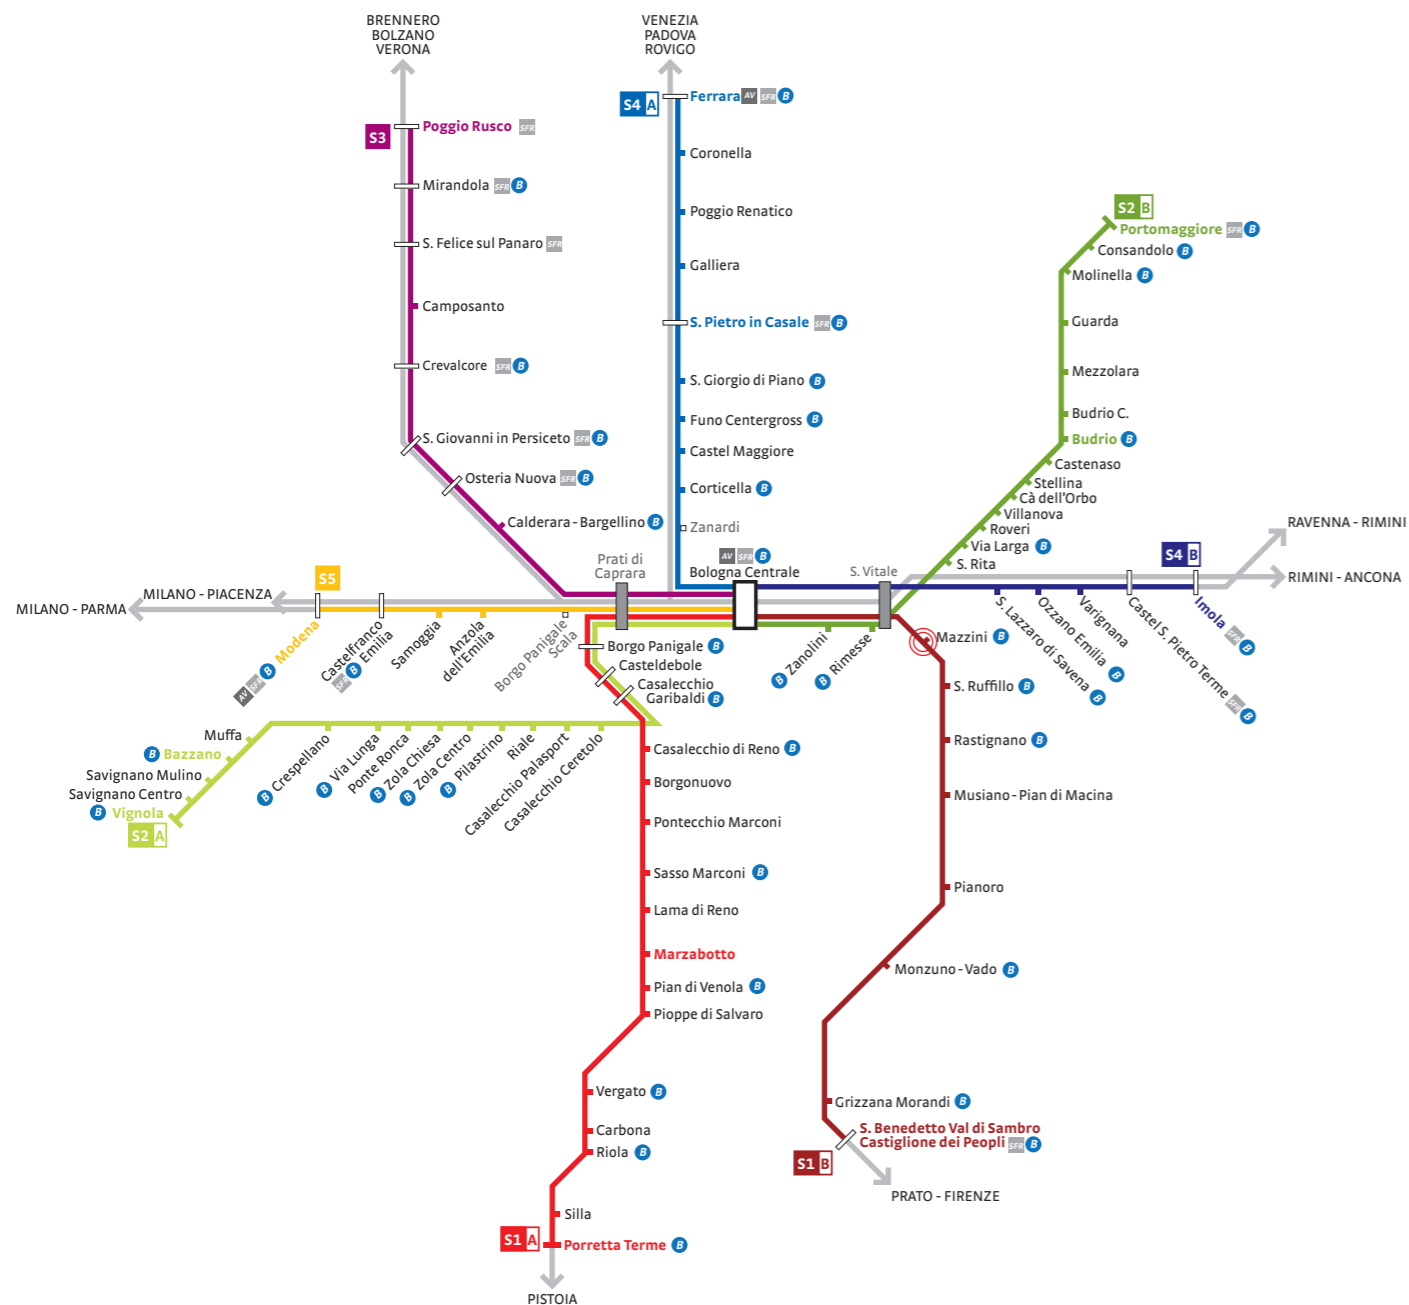 BRENNERO
BOLZANO
VERONA
VENEZIA
PADOVA
ROVIGO
S3
Poggio Rusco SFR
Mirandola SFR B
S. Felice sul Panaro SFR
Camposanto
Crevalcore SFR B
S. Giovanni in Persiceto SFR B
Osteria Nuova SFR B
Calderara - Bargellino B
S4 A
Ferrara AV SFR B
Coronella
Poggio Renatico
Galliera
S. Pietro in Casale SFR B
S. Giorgio di Piano B
Funo Centergross B
Castel Maggiore
Corticella B
Zanardi
AV SFR B
Bologna Centrale
Prati di
Caprara
S. Vitale
S2 B
Portomaggiore SFR B
Consandolo B
Molinella B
Guarda
Mezzolara
Budrio C.
Budrio B
Castenaso
Stellina
Cà dell'Orbo
Villanova
Roveri
Via Larga B
S. Rita
RAVENNA - RIMINI
RIMINI - ANCONA
S4 B
S. Lazzaro di Savena B
Ozzano Emilia B
Varignana
Castel S. Pietro Terme SFR B
Imola SFR B
MILANO - PIACENZA
MILANO - PARMA
S5
Modena
AV SFR B
Castelfranco
Emilia
SFR B
Samoggia
Anzola
dell'Emilia
Borgo Panigale
Scala
Borgo Panigale B
Casteldebole
Casalecchio
Garibaldi B
B Zanolini
B Rimesse
Mazzini B
S. Ruffillo B
Rastignano B
Musiano - Pian di Macina
Pianoro
Monzuno - Vado B
Grizzana Morandi B
S. Benedetto Val di Sambro
Castiglione dei Peopli SFR B
S1 B
PRATO - FIRENZE
Muffa
B Bazzano
Savignano Mulino
Savignano Centro
B Vignola
S2 A
B Crespellano
B Via Lunga
Ponte Ronca
B Zola Chiesa
B Zola Centro
B Pilastrino
Riale
Casalecchio Palasport
Casalecchio Ceretolo
Casalecchio di Reno B
Borgonuovo
Pontecchio Marconi
Sasso Marconi B
Lama di Reno
Marzabotto
Pian di Venola B
Pioppe di Salvaro
Vergato B
Carbona
Riola B
Silla
S1 A
Porretta Terme B
PISTOIA